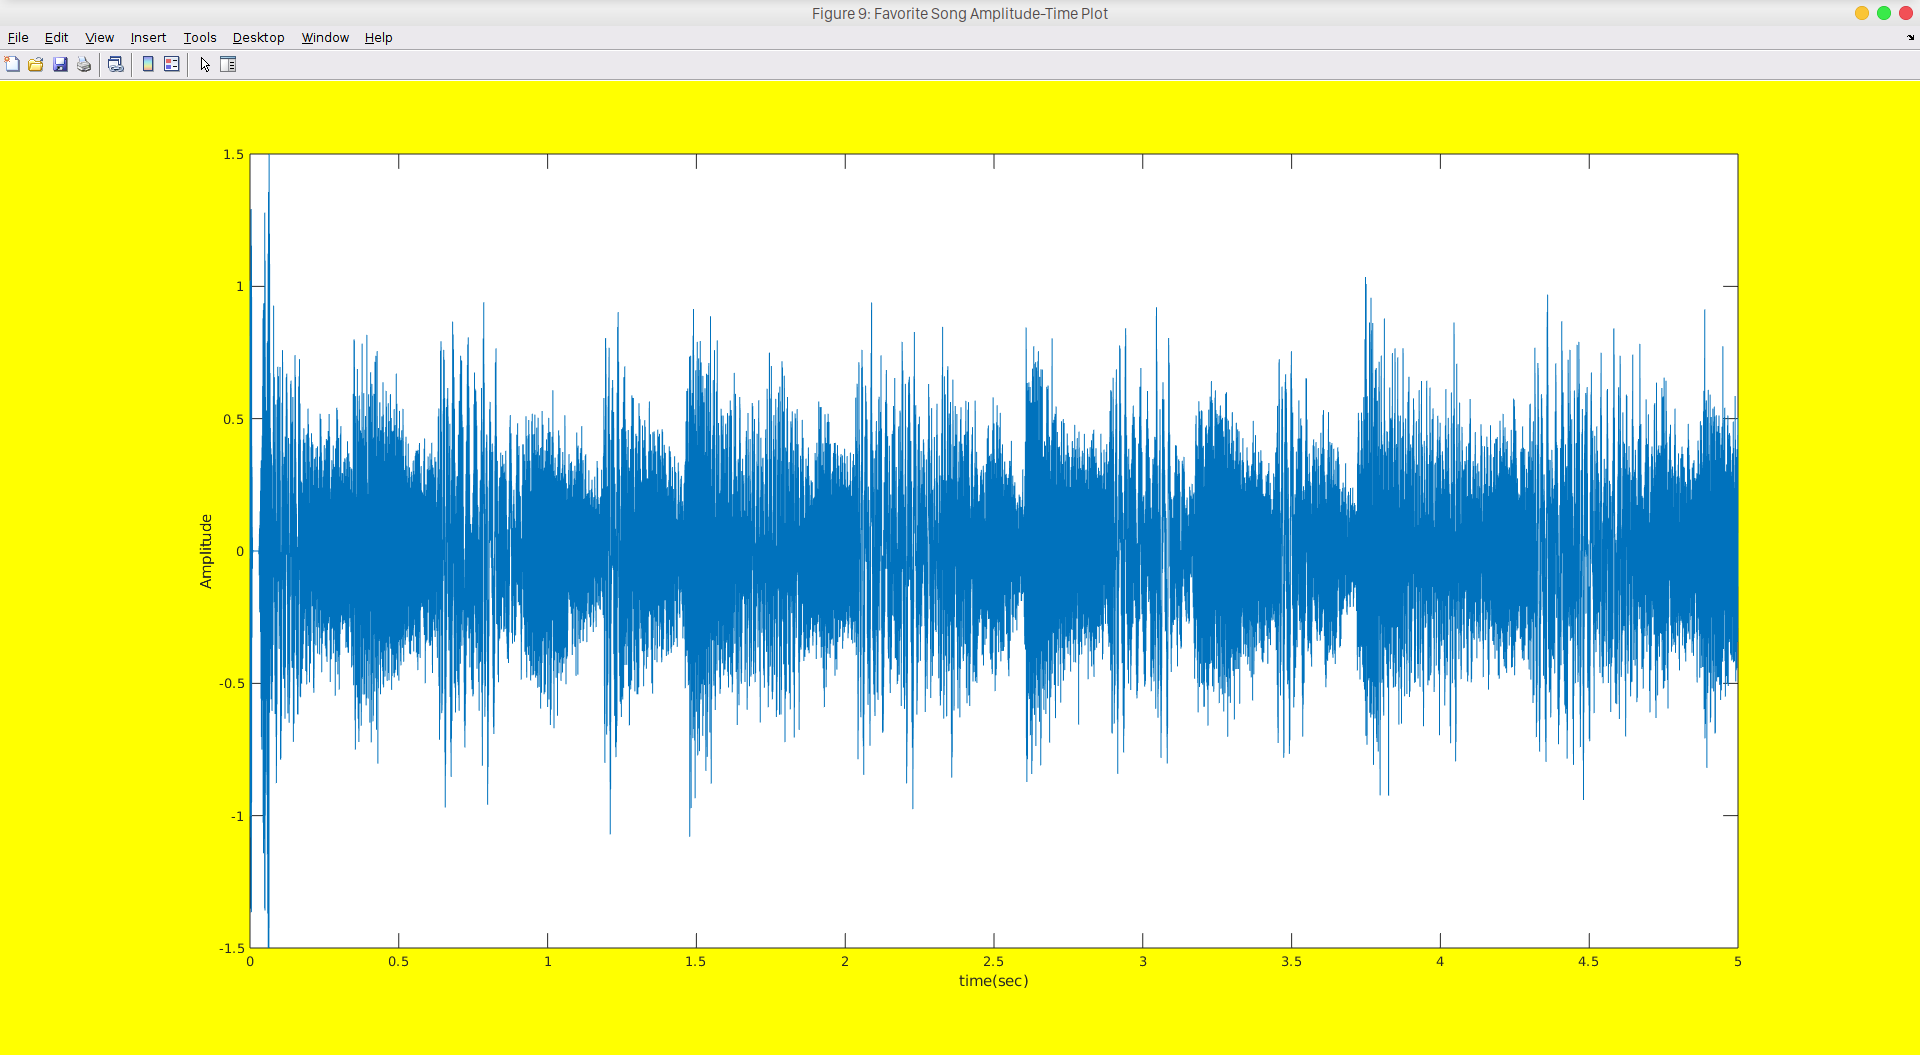 Figure 9: Favorite Song Amplitude-Time Plot
File Edit View Insert Tools Desktop Window Help
1.5
1
0.5
0
-0.5
-1
-1.5
Amplitude
0 0.5 1 1.5 2 2.5 3 3.5 4 4.5 5
time(sec)